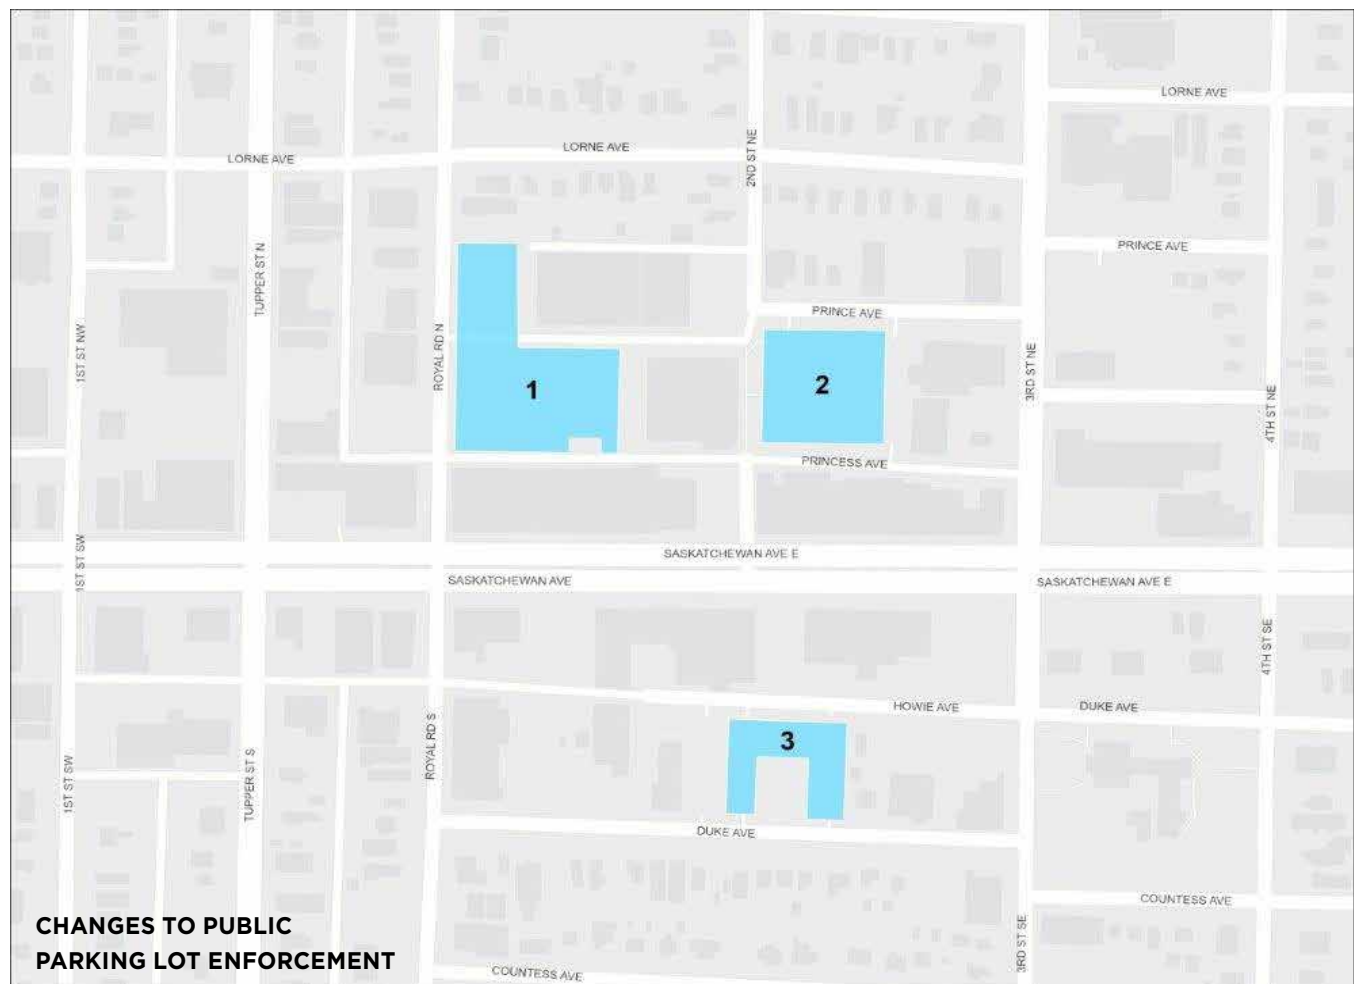 LORNE AVE
LORNE AVE
LORNE AVE
2ND ST NE
PRINCE AVE
TUPPER ST N
PRINCE AVE
1ST ST NW
ROYAL RD N
3RD ST NE
1
2
4TH ST NE
PRINCESS AVE
SASKATCHEWAN AVE E
1ST ST SW
SASKATCHEWAN AVE
SASKATCHEWAN AVE E
4TH ST SE
HOWIE AVE
DUKE AVE
3
ROYAL RD S
1ST ST SW
TUPPER ST S
DUKE AVE
COUNTESS AVE
3RD ST SE
CHANGES TO PUBLIC
PARKING LOT ENFORCEMENT
COUNTESS AVE